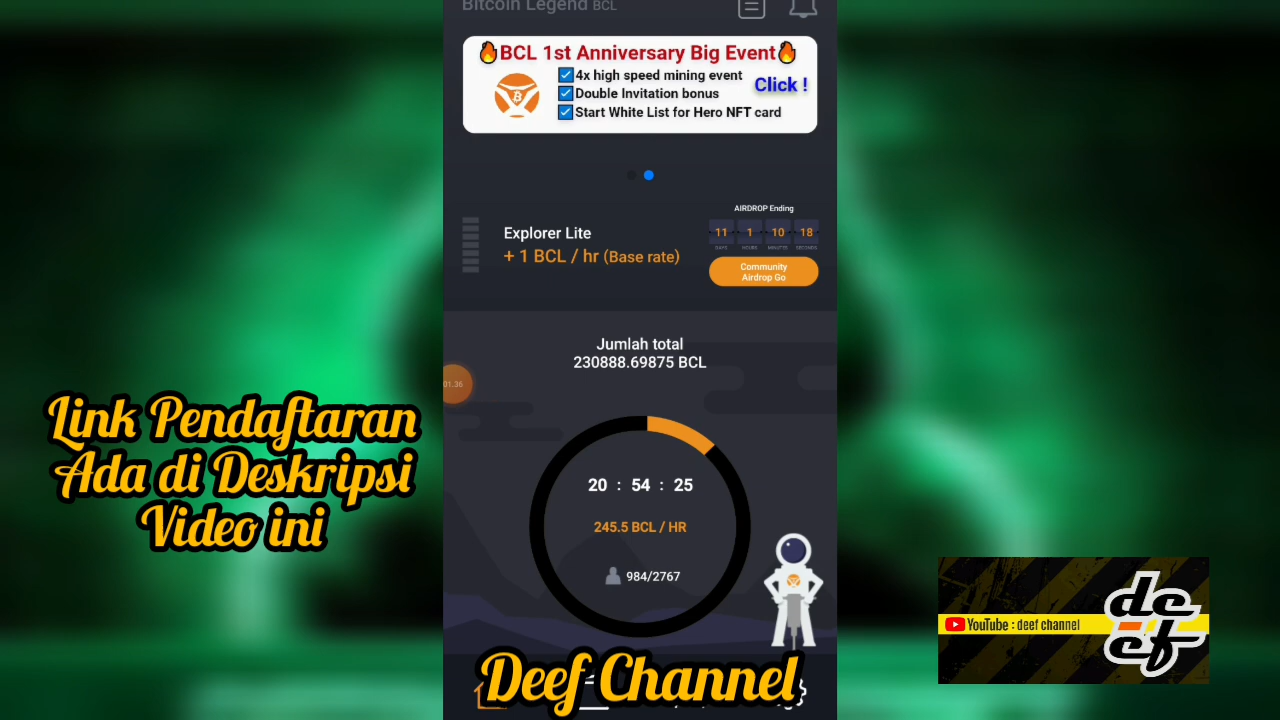 Bitcoin Legend BCL
🔥BCL 1st Anniversary Big Event🔥
☑4x high speed mining event
☑Double Invitation bonus
☑Start White List for Hero NFT card
Click !
AIRDROP Ending
11 1 10 18
DAYS HOURS MINUTES SECONDS
Community
Airdrop Go
Explorer Lite
+ 1 BCL / hr (Base rate)
Jumlah total
230888.69875 BCL
01.36
20 : 54 : 25
245.5 BCL / HR
984/2767
Link Pendaftaran
Ada di Deskripsi
Video ini
YouTube : deef channel
de
ef
Deef Channel